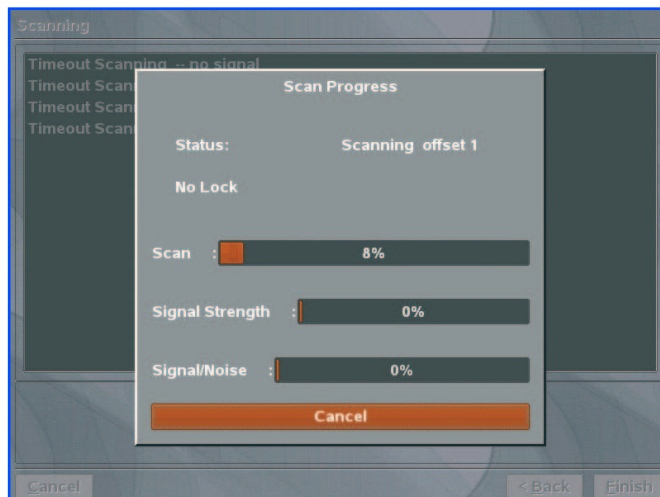 Scanning
Timeout Scanning -- no signal
Timeout Scan
Timeout Scan
Timeout Scan
Scan Progress
Status: Scanning offset 1
No Lock
Scan : 8%
Signal Strength : 0%
Signal/Noise : 0%
Cancel
Cancel < Back Finish